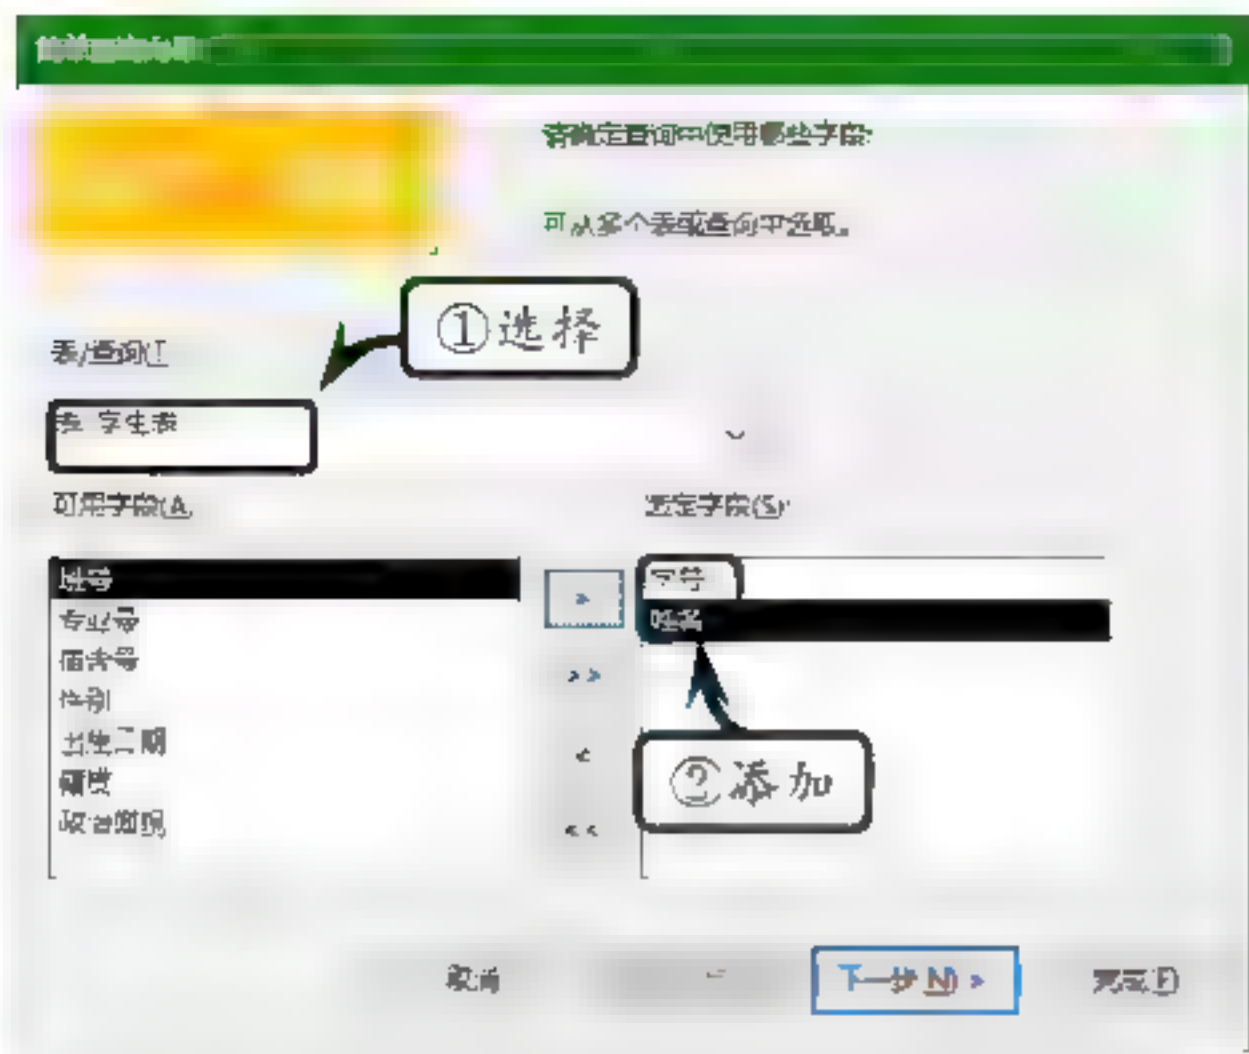 请确定查询中使用哪些字段:
可从多个表或查询中选取。
①选择
表/查询(T
表: 学生表
可用字段(A
选定字段(S):
班号
专业号
宿舍号
性别
出生日期
>
>>
<
<<
学号
姓名
②添加
取消
下一步(N) >
完成(F)